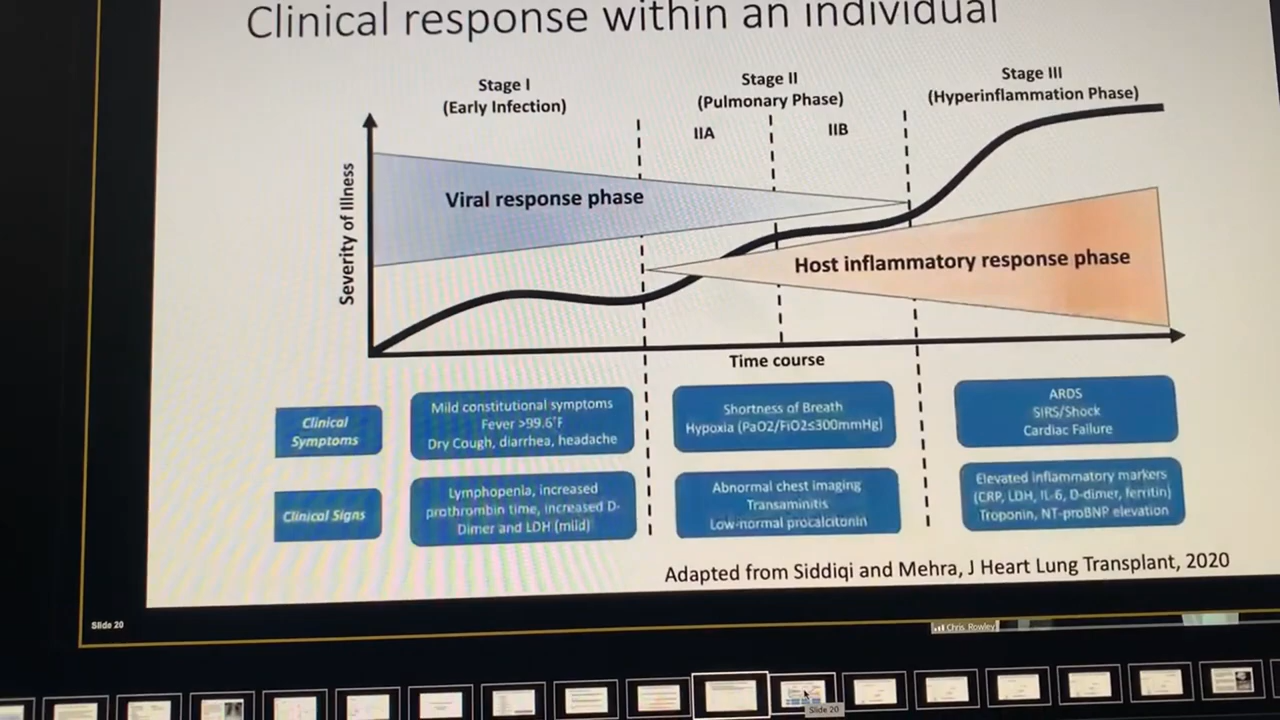 Clinical response within an individual
Stage I
(Early Infection)
Stage II
(Pulmonary Phase)
Stage III
(Hyperinflammation Phase)
IIA
IIB
Severity of Illness
Viral response phase
Host inflammatory response phase
Time course
Clinical
Symptoms
Mild constitutional symptoms
Fever >99.6°F
Dry Cough, diarrhea, headache
Shortness of Breath
Hypoxia (PaO2/FiO2≤300mmHg)
ARDS
SIRS/Shock
Cardiac Failure
Clinical Signs
Lymphopenia, increased
prothrombin time, increased D-
Dimer and LDH (mild)
Abnormal chest imaging
Transaminitis
Low-normal procalcitonin
Elevated inflammatory markers
(CRP, LDH, IL-6, D-dimer, ferritin)
Troponin, NT-proBNP elevation
Adapted from Siddiqi and Mehra, J Heart Lung Transplant, 2020
Slide 20
Chris Rowley
Slide 20